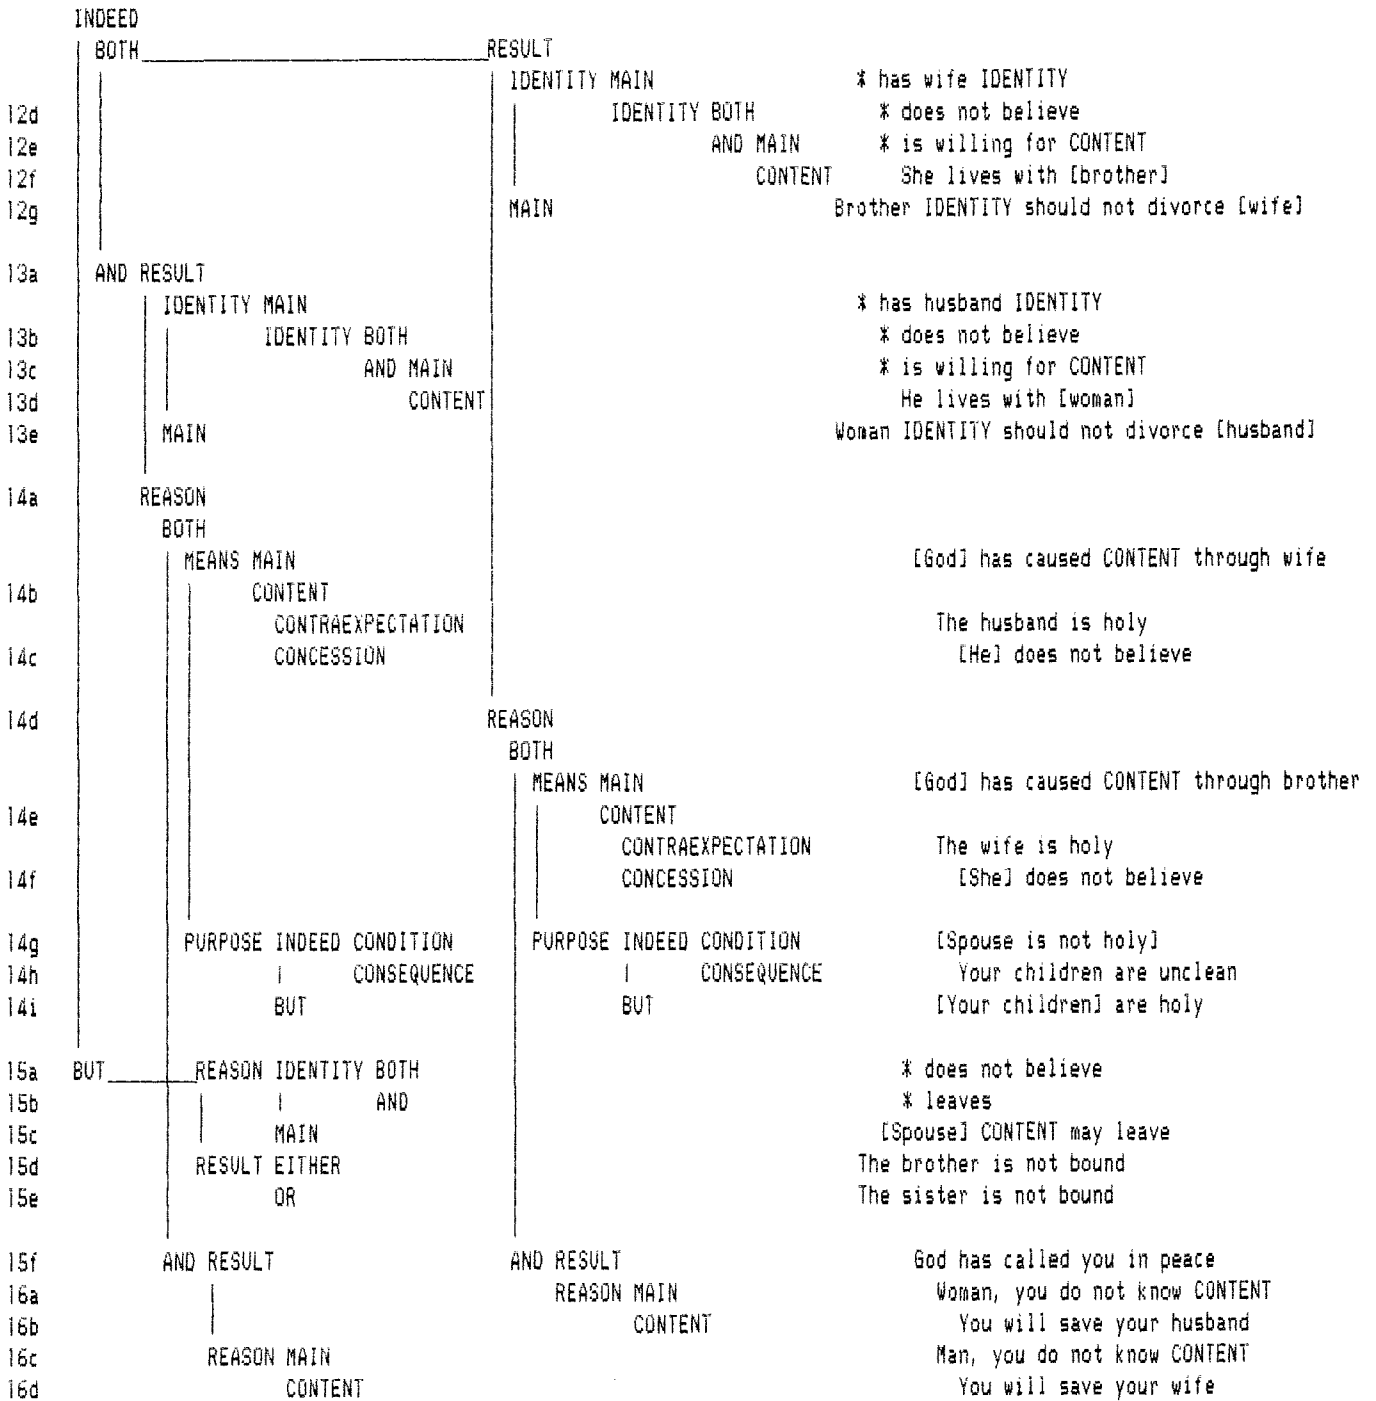 INDEED
BOTH RESULT
IDENTITY MAIN * has wife IDENTITY
12d IDENTITY BOTH * does not believe
12e AND MAIN * is willing for CONTENT
12f CONTENT She lives with [brother]
12g MAIN Brother IDENTITY should not divorce [wife]
13a AND RESULT
IDENTITY MAIN * has husband IDENTITY
13b IDENTITY BOTH * does not believe
13c AND MAIN * is willing for CONTENT
13d CONTENT He lives with [woman]
13e MAIN Woman IDENTITY should not divorce [husband]
14a REASON
BOTH
MEANS MAIN [God] has caused CONTENT through wife
14b CONTENT
CONTRAEXPECTATION The husband is holy
14c CONCESSION [He] does not believe
14d REASON
BOTH
MEANS MAIN [God] has caused CONTENT through brother
14e CONTENT
CONTRAEXPECTATION The wife is holy
14f CONCESSION [She] does not believe
14g PURPOSE INDEED CONDITION PURPOSE INDEED CONDITION [Spouse is not holy]
14h CONSEQUENCE CONSEQUENCE Your children are unclean
14i BUT BUT [Your children] are holy
15a BUT REASON IDENTITY BOTH * does not believe
15b AND * leaves
15c MAIN [Spouse] CONTENT may leave
15d RESULT EITHER The brother is not bound
15e OR The sister is not bound
15f AND RESULT AND RESULT God has called you in peace
16a REASON MAIN Woman, you do not know CONTENT
16b CONTENT You will save your husband
16c REASON MAIN Man, you do not know CONTENT
16d CONTENT You will save your wife